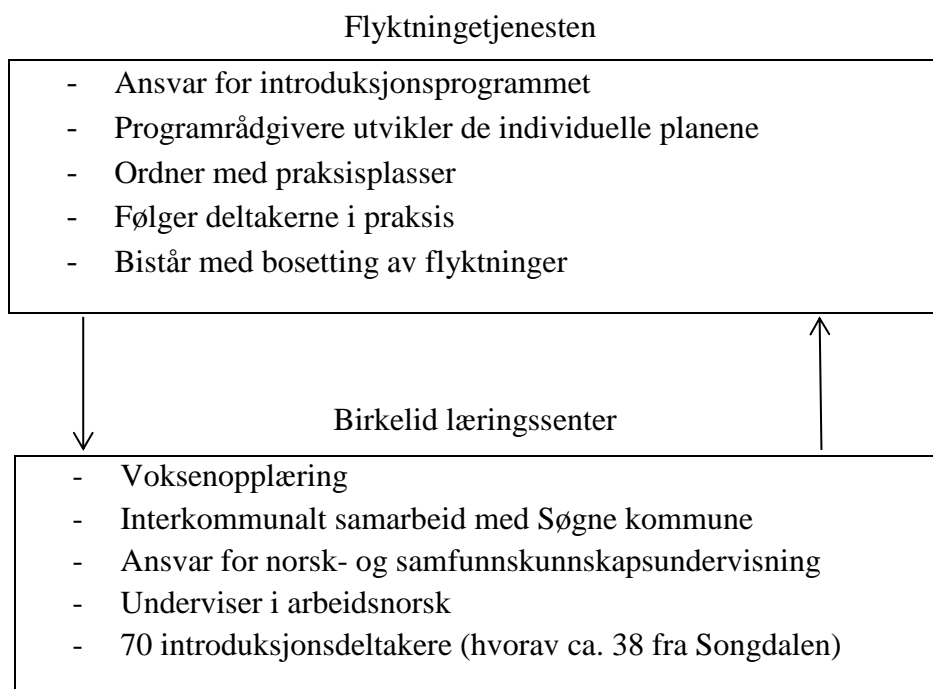 Flyktningetjenesten
- Ansvar for introduksjonsprogrammet
- Programrådgivere utvikler de individuelle planene
- Ordner med praksisplasser
- Følger deltakerne i praksis
- Bistår med bosetting av flyktninger
Birkelid læringssenter
- Voksenopplæring
- Interkommunalt samarbeid med Søgne kommune
- Ansvar for norsk- og samfunnskunnskapsundervisning
- Underviser i arbeidsnorsk
- 70 introduksjonsdeltakere (hvorav ca. 38 fra Songdalen)